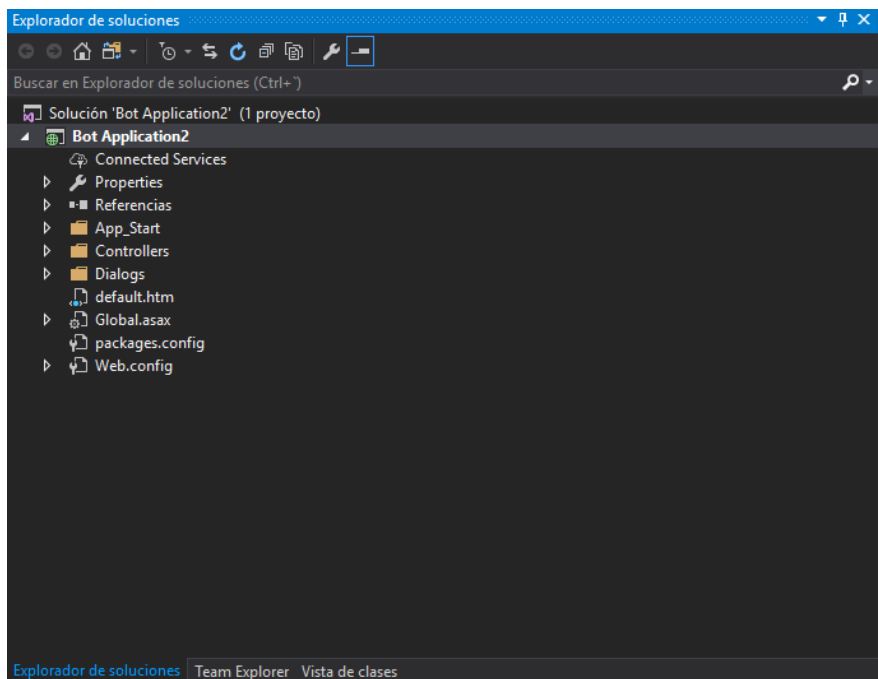 Explorador de soluciones
Buscar en Explorador de soluciones (Ctrl+`)
Solución 'Bot Application2' (1 proyecto)
Bot Application2
Connected Services
Properties
Referencias
App_Start
Controllers
Dialogs
default.htm
Global.asax
packages.config
Web.config
Explorador de soluciones Team Explorer Vista de clases